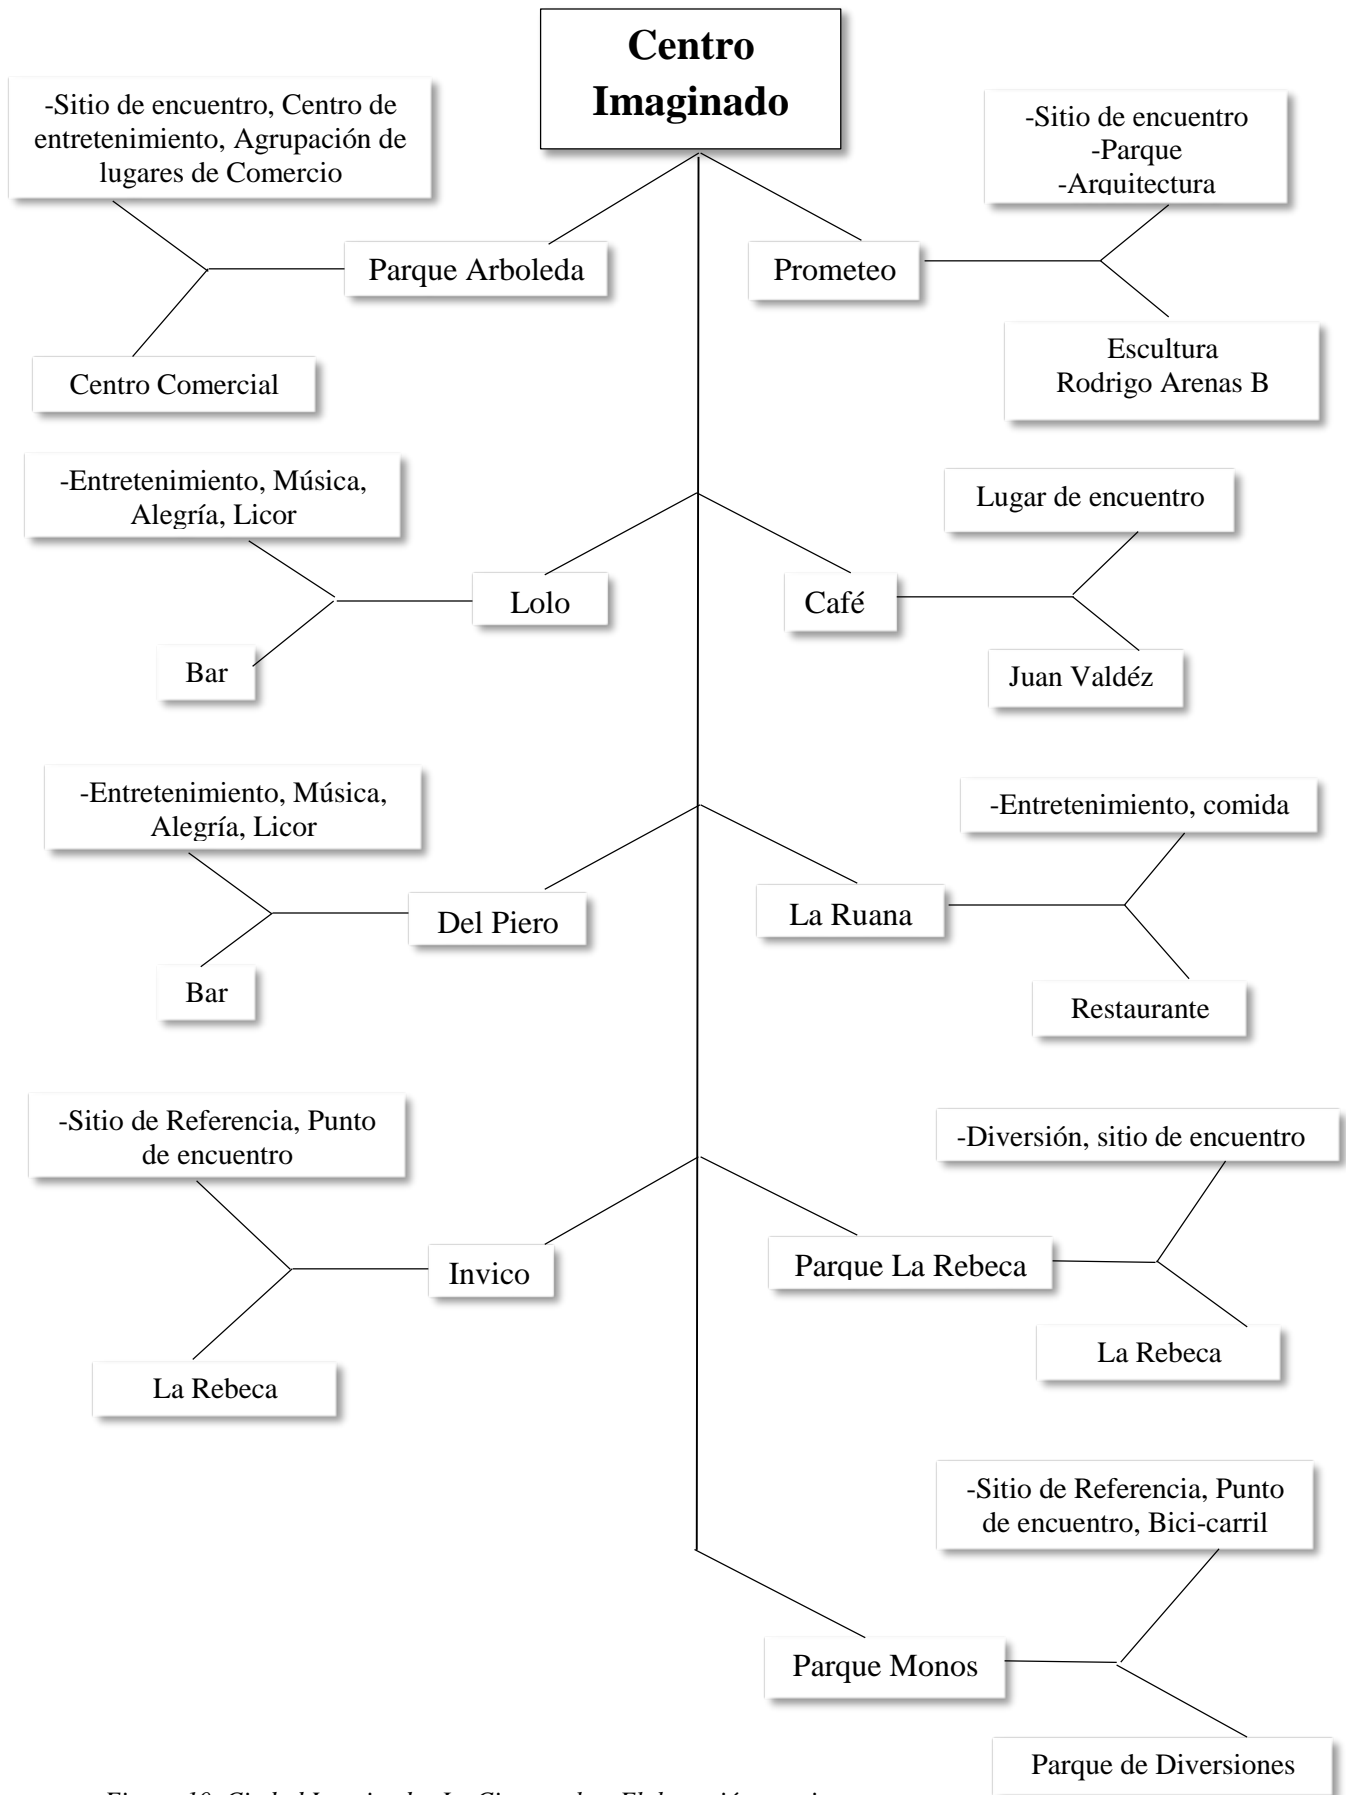 Centro
Imaginado
-Sitio de encuentro, Centro de
entretenimiento, Agrupación de
lugares de Comercio
-Sitio de encuentro
-Parque
-Arquitectura
Parque Arboleda
Prometeo
Centro Comercial
Escultura
Rodrigo Arenas B
-Entretenimiento, Música,
Alegría, Licor
Lugar de encuentro
Lolo
Café
Bar
Juan Valdéz
-Entretenimiento, Música,
Alegría, Licor
-Entretenimiento, comida
Del Piero
La Ruana
Bar
Restaurante
-Sitio de Referencia, Punto
de encuentro
-Diversión, sitio de encuentro
Invico
Parque La Rebeca
La Rebeca
La Rebeca
-Sitio de Referencia, Punto
de encuentro, Bici-carril
Parque Monos
Parque de Diversiones